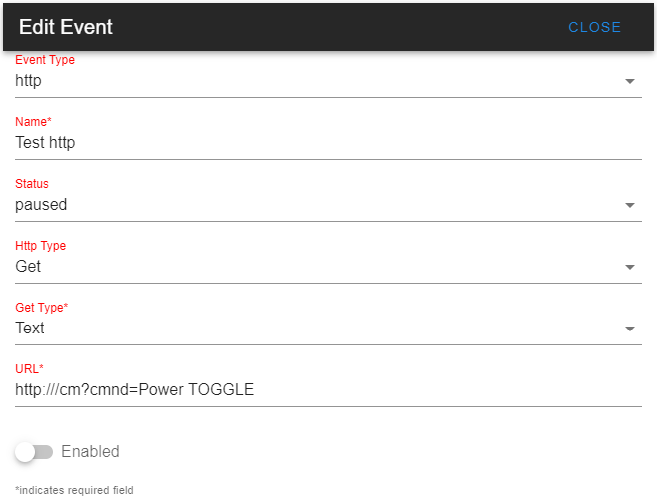 Edit Event
CLOSE
Event Type
http
Name*
Test http
Status
paused
Http Type
Get
Get Type*
Text
URL*
http:///cm?cmnd=Power TOGGLE
Enabled
*indicates required field